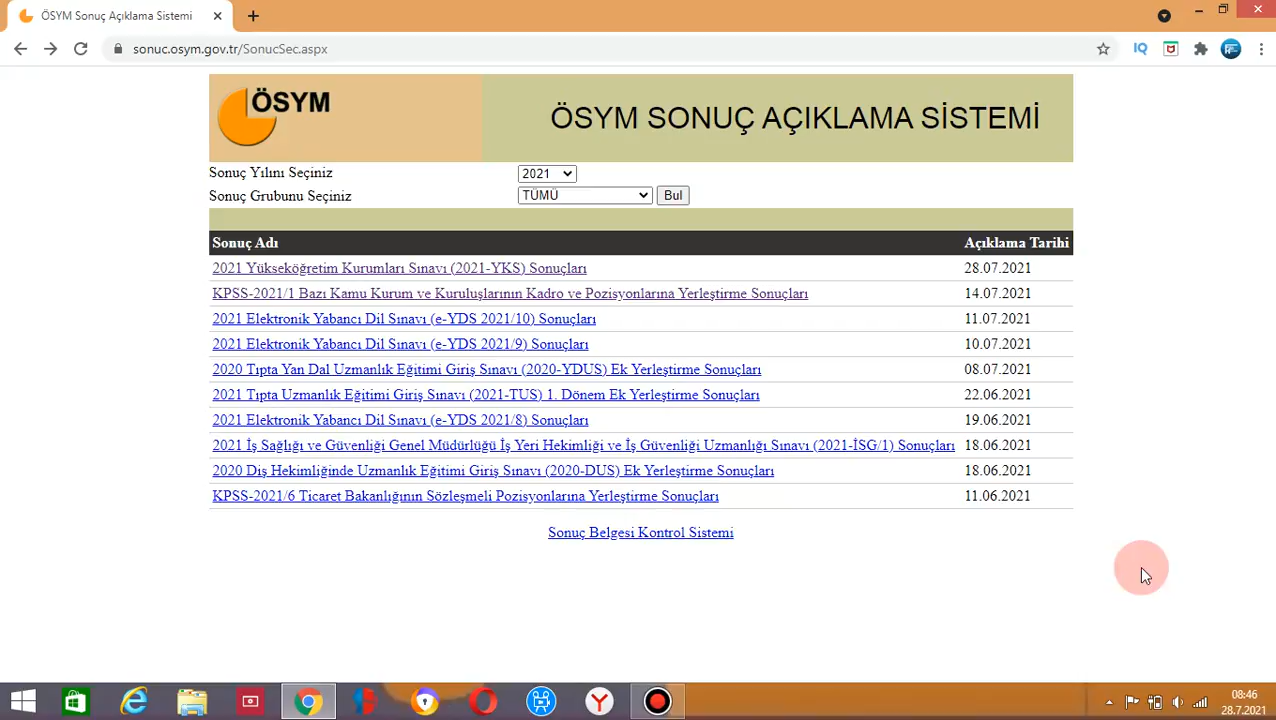 ÖSYM Sonuç Açıklama Sistemi
sonuc.osym.gov.tr/SonucSec.aspx
IQ
ÖSYM
ÖSYM SONUÇ AÇIKLAMA SİSTEMİ
Sonuç Yılını Seçiniz 2021
Sonuç Grubunu Seçiniz TÜMÜ Bul
Sonuç Adı Açıklama Tarihi
2021 Yükseköğretim Kurumları Sınavı (2021-YKS) Sonuçları 28.07.2021
KPSS-2021/1 Bazı Kamu Kurum ve Kuruluşlarının Kadro ve Pozisyonlarına Yerleştirme Sonuçları 14.07.2021
2021 Elektronik Yabancı Dil Sınavı (e-YDS 2021/10) Sonuçları 11.07.2021
2021 Elektronik Yabancı Dil Sınavı (e-YDS 2021/9) Sonuçları 10.07.2021
2020 Tıpta Yan Dal Uzmanlık Eğitimi Giriş Sınavı (2020-YDUS) Ek Yerleştirme Sonuçları 08.07.2021
2021 Tıpta Uzmanlık Eğitimi Giriş Sınavı (2021-TUS) 1. Dönem Ek Yerleştirme Sonuçları 22.06.2021
2021 Elektronik Yabancı Dil Sınavı (e-YDS 2021/8) Sonuçları 19.06.2021
2021 İş Sağlığı ve Güvenliği Genel Müdürlüğü İş Yeri Hekimliği ve İş Güvenliği Uzmanlığı Sınavı (2021-İSG/1) Sonuçları 18.06.2021
2020 Diş Hekimliğinde Uzmanlık Eğitimi Giriş Sınavı (2020-DUS) Ek Yerleştirme Sonuçları 18.06.2021
KPSS-2021/6 Ticaret Bakanlığının Sözleşmeli Pozisyonlarına Yerleştirme Sonuçları 11.06.2021
Sonuç Belgesi Kontrol Sistemi
08:46
28.7.2021